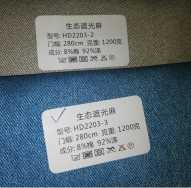 生态遮光麻
型号: HD2203-2
门幅: 280cm 克重: 1200克
成分: 8%棉 92%涤
生态遮光麻
型号: HD2203-3
门幅: 280cm 克重: 1200克
成分: 8%棉 92%涤